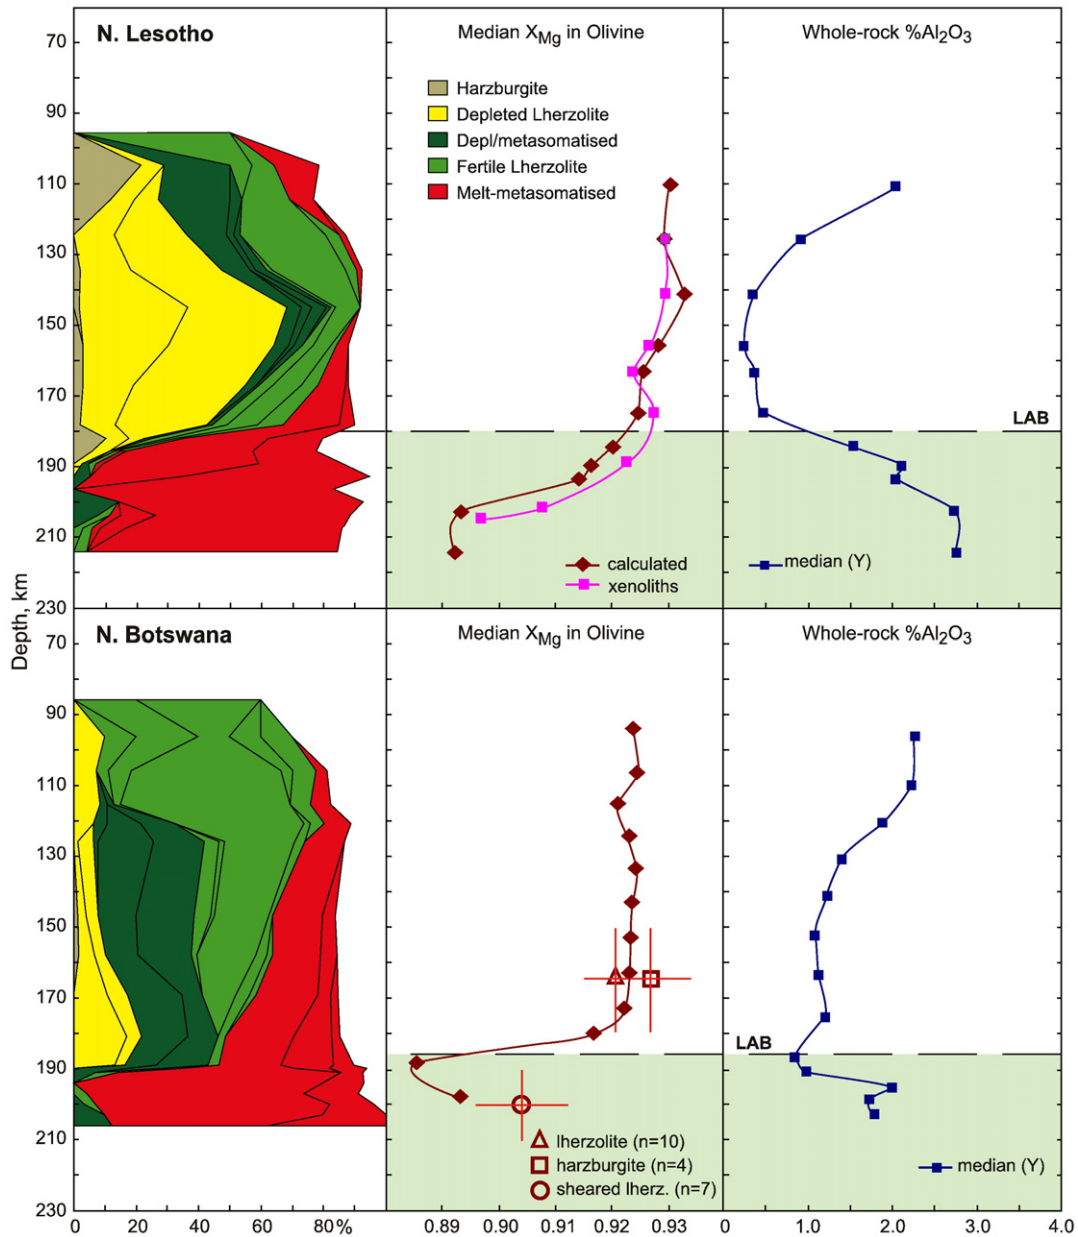 N. Lesotho
Median XMg in Olivine
Whole-rock %Al2O3
70
90
110
130
150
170
190
210
230
Harzburgite
Depleted Lherzolite
Depl/metasomatised
Fertile Lherzolite
Melt-metasomatised
LAB
calculated
xenoliths
median (Y)
Depth, km
N. Botswana
Median XMg in Olivine
Whole-rock %Al2O3
70
90
110
130
150
170
190
210
230
LAB
lherzolite (n=10)
harzburgite (n=4)
sheared lherz. (n=7)
median (Y)
0 20 40 60 80%
0.89 0.90 0.91 0.92 0.93
0 1.0 2.0 3.0 4.0